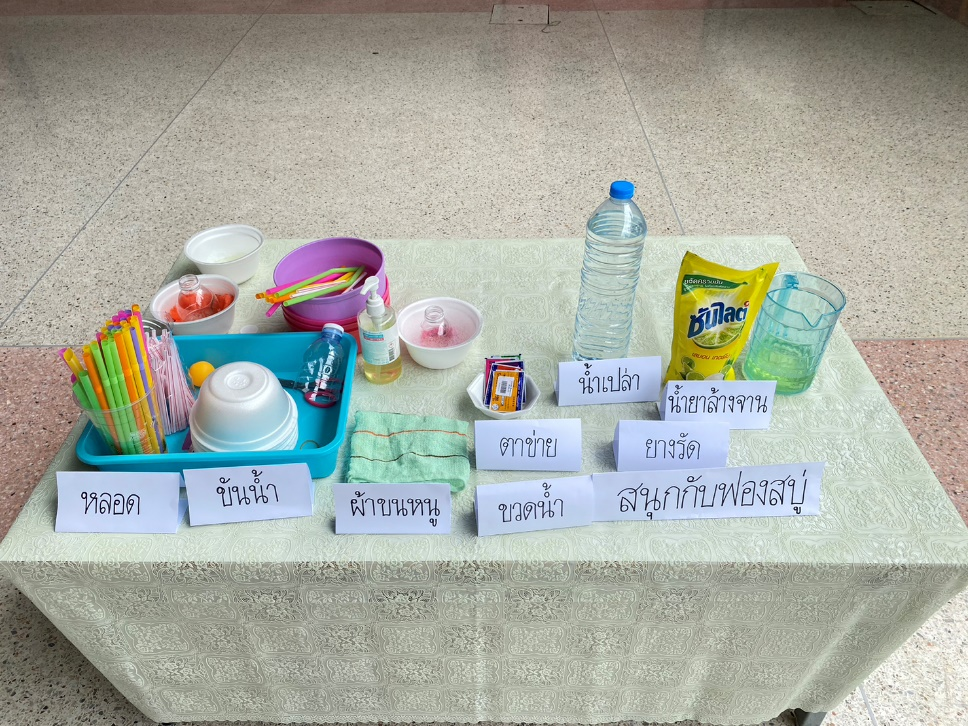 ซันไลต์
น้ำเปล่า
น้ำยาล้างจาน
ตาข่าย
ยางรัด
หลอด
ขันน้ำ
ผ้าขนหนู
ขวดน้ำ
สนุกกับฟองสบู่